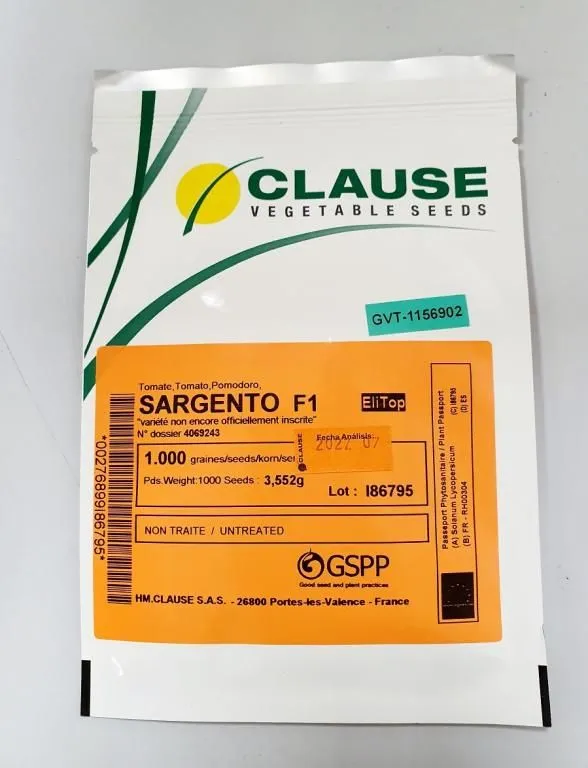 CLAUSE
VEGETABLE SEEDS
GVT-1156902
Tomate,Tomato,Pomodoro,
SARGENTO F1
EliTop
"variété non encore officiellement inscrite"
N° dossier 4069243
1.000 graines/seeds/korn/se
CLAUSE
Fecha Análisis:
2022 07
Pds.Weight:1000 Seeds : 3,552g
Lot : I86795
NON TRAITE / UNTREATED
GSPP
Good seed and plant practices
HM.CLAUSE S.A.S. - 26800 Portes-les-Valence - France
*00276899I86795*
Passeport Phytosanitaire / Plant Passport
(A) Solanum Lycopersicum (C) I86795
(B) FR - RH00304 (D) ES